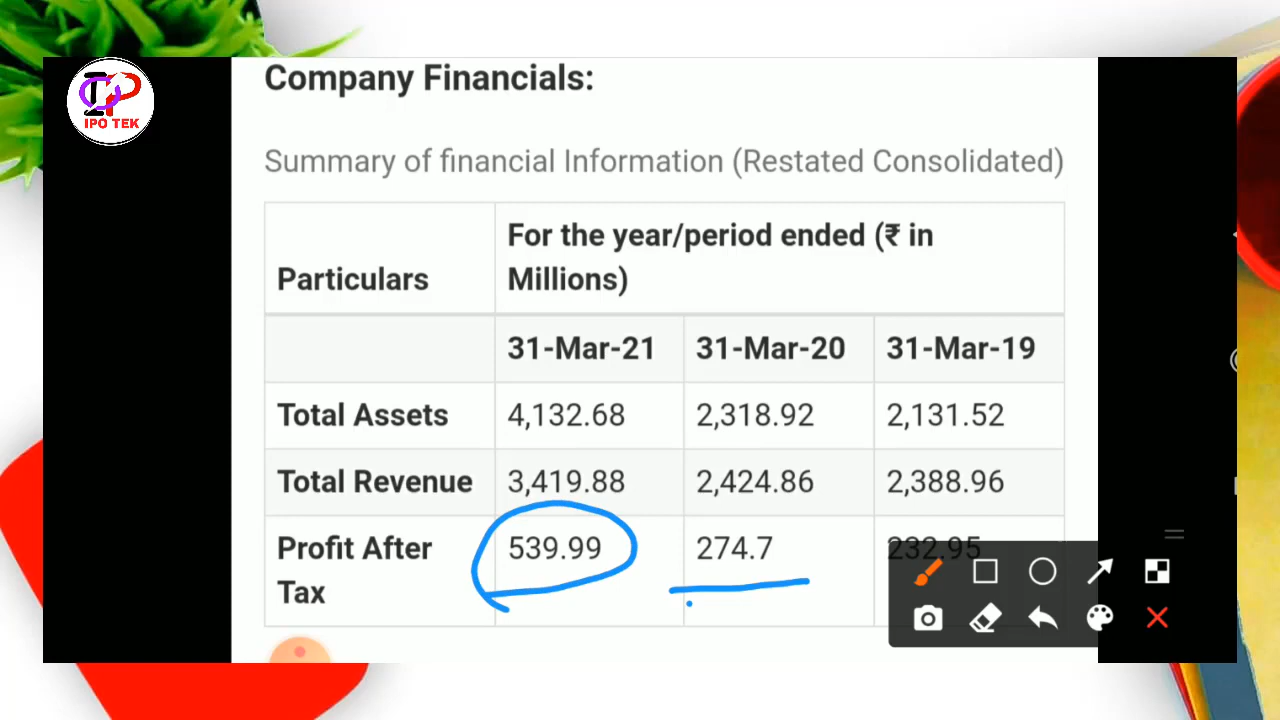 IPO TEK
Company Financials:
Summary of financial Information (Restated Consolidated)
Particulars
For the year/period ended (₹ in
Millions)
31-Mar-21 31-Mar-20 31-Mar-19
Total Assets 4,132.68 2,318.92 2,131.52
Total Revenue 3,419.88 2,424.86 2,388.96
Profit After
Tax
539.99 274.7 232.95